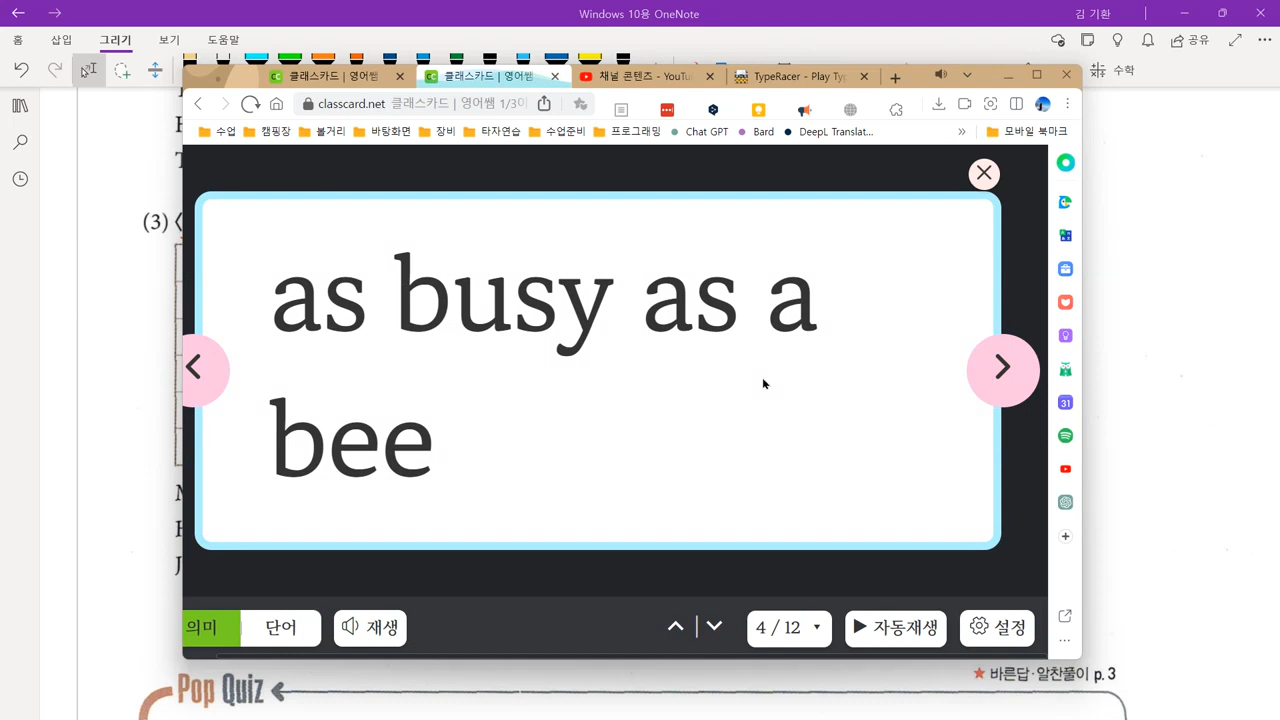 Windows 10용 OneNote
김 기환
홈 삽입 그리기 보기 도움말
공유
수학
클래스카드 | 영어쌤
클래스카드 | 영어쌤
채널 콘텐츠 - YouTu
TypeRacer - Play Typ
classcard.net 클래스카드 | 영어쌤 1/3이
수업 캠핑장 볼거리 바탕화면 장비 타자연습 수업준비 프로그래밍 Chat GPT Bard DeepL Translat... » 모바일 북마크
(3)
as busy as a
bee
31
의미 단어 재생 4 / 12 자동재생 설정
★ 바른답·알찬풀이 p. 3
Pop Quiz